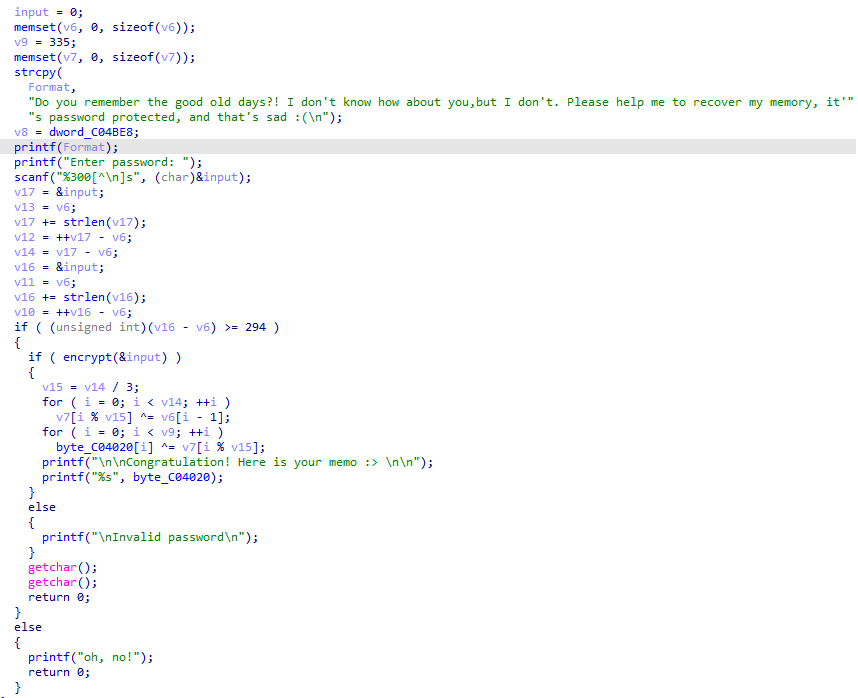 input = 0;
memset(v6, 0, sizeof(v6));
v9 = 335;
memset(v7, 0, sizeof(v7));
strcpy(
  Format,
  "Do you remember the good old days?! I don't know how about you,but I don't. Please help me to recover my memory, it'"
  "s password protected, and that's sad :(\n");
v8 = dword_C04BE8;
printf(Format);
printf("Enter password: ");
scanf("%300[^\n]s", (char)&input);
v17 = &input;
v13 = v6;
v17 += strlen(v17);
v12 = ++v17 - v6;
v14 = v17 - v6;
v16 = &input;
v11 = v6;
v16 += strlen(v16);
v10 = ++v16 - v6;
if ( (unsigned int)(v16 - v6) >= 294 )
{
  if ( encrypt(&input) )
  {
    v15 = v14 / 3;
    for ( i = 0; i < v14; ++i )
      v7[i % v15] ^= v6[i - 1];
    for ( i = 0; i < v9; ++i )
      byte_C04020[i] ^= v7[i % v15];
    printf("\n\nCongratulation! Here is your memo :> \n\n");
    printf("%s", byte_C04020);
  }
  else
  {
    printf("\nInvalid password\n");
  }
  getchar();
  getchar();
  return 0;
}
else
{
  printf("oh, no!");
  return 0;
}